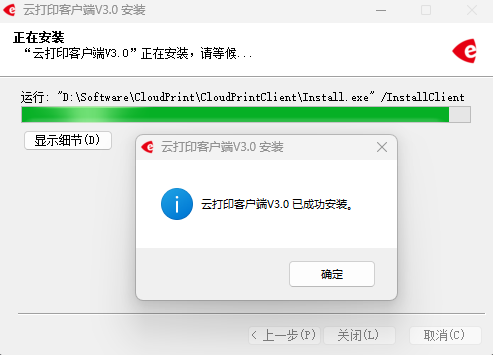 云打印客户端V3.0 安装
正在安装
“云打印客户端V3.0”正在安装，请等候...
运行: "D:\Software\CloudPrint\CloudPrintClient\Install.exe" /InstallClient
显示细节(D)
云打印客户端V3.0 安装
云打印客户端V3.0 已成功安装。
确定
< 上一步(P)
关闭(L)
取消(C)